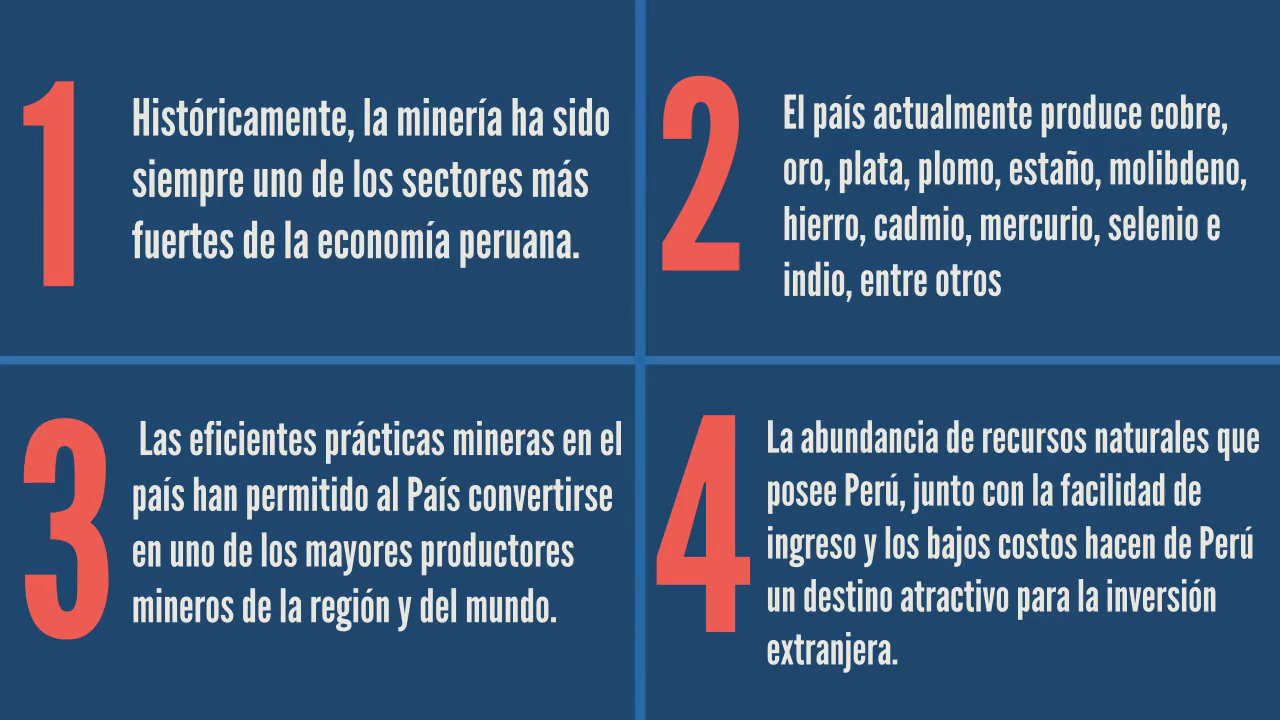 1
Históricamente, la minería ha sido
siempre uno de los sectores más
fuertes de la economía peruana.
2
El país actualmente produce cobre,
oro, plata, plomo, estaño, molibdeno,
hierro, cadmio, mercurio, selenio e
indio, entre otros
3
Las eficientes prácticas mineras en el
país han permitido al País convertirse
en uno de los mayores productores
mineros de la región y del mundo.
4
La abundancia de recursos naturales que
posee Perú, junto con la facilidad de
ingreso y los bajos costos hacen de Perú
un destino atractivo para la inversión
extranjera.